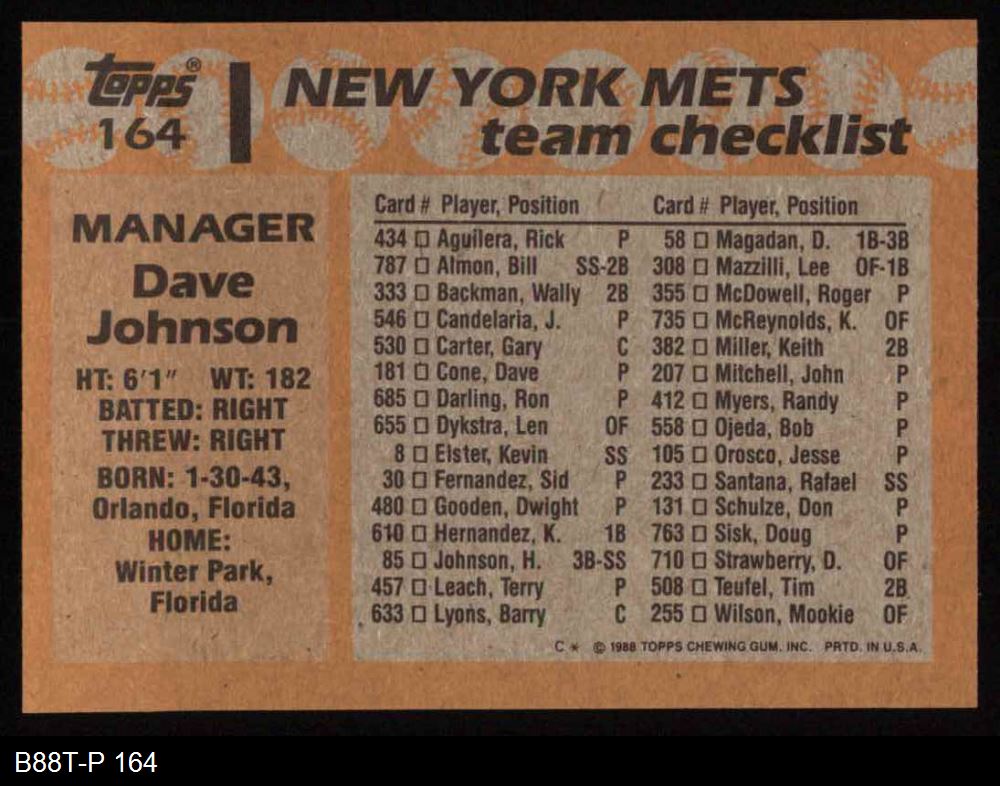 Topps®
164
NEW YORK METS
team checklist
MANAGER
Dave
Johnson
HT: 6'1" WT: 182
BATTED: RIGHT
THREW: RIGHT
BORN: 1-30-43,
Orlando, Florida
HOME:
Winter Park,
Florida
Card # Player, Position
434 □ Aguilera, Rick P
787 □ Almon, Bill SS-2B
333 □ Backman, Wally 2B
546 □ Candelaria, J. P
530 □ Carter, Gary C
181 □ Cone, Dave P
685 □ Darling, Ron P
655 □ Dykstra, Len OF
8 □ Elster, Kevin SS
30 □ Fernandez, Sid P
480 □ Gooden, Dwight P
610 □ Hernandez, K. 1B
85 □ Johnson, H. 3B-SS
457 □ Leach, Terry P
633 □ Lyons, Barry C
Card # Player, Position
58 □ Magadan, D. 1B-3B
308 □ Mazzilli, Lee OF-1B
355 □ McDowell, Roger P
735 □ McReynolds, K. OF
382 □ Miller, Keith 2B
207 □ Mitchell, John P
412 □ Myers, Randy P
558 □ Ojeda, Bob P
105 □ Orosco, Jesse P
233 □ Santana, Rafael SS
131 □ Schulze, Don P
763 □ Sisk, Doug P
710 □ Strawberry, D. OF
508 □ Teufel, Tim 2B
255 □ Wilson, Mookie OF
C * © 1988 TOPPS CHEWING GUM, INC. PRTD. IN U.S.A.
B88T-P 164